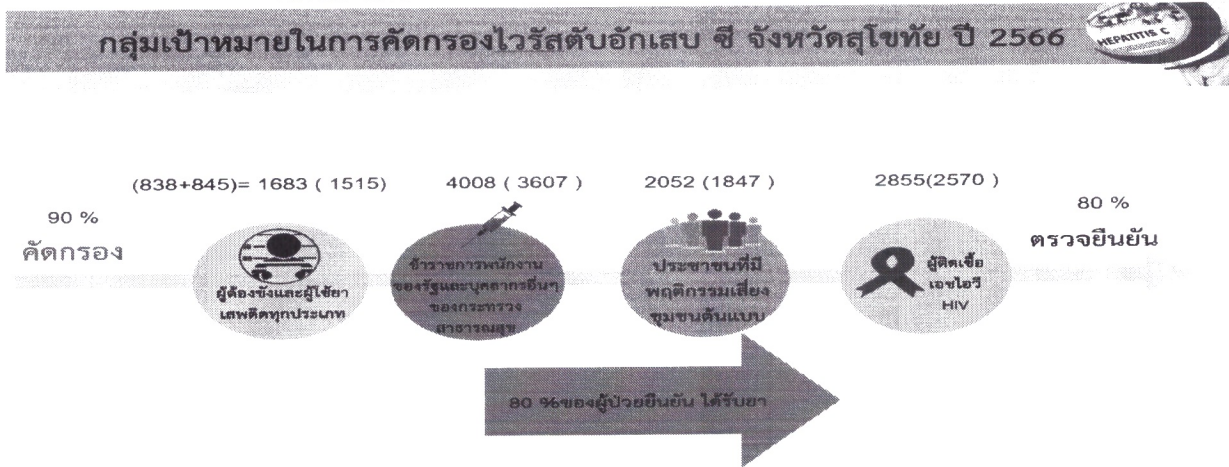 กลุ่มเป้าหมายในการคัดกรองไวรัสตับอักเสบ ซี จังหวัดสุโขทัย ปี 2566
HEPATITIS C
(838+845)= 1683 ( 1515)
4008 ( 3607 )
2052 (1847 )
2855(2570 )
90 %
คัดกรอง
ผู้ต้องขังและผู้ใช้ยา
เสพติดทุกประเภท
ข้าราชการพนักงาน
ของรัฐและบุคลากรอื่นๆ
ของกระทรวง
สาธารณสุข
ประชาชนที่มี
พฤติกรรมเสี่ยง
ชุมชนต้นแบบ
ผู้ติดเชื้อ
เอชไอวี
HIV
80 %
ตรวจยืนยัน
80 %ของผู้ป่วยยืนยัน ได้รับยา